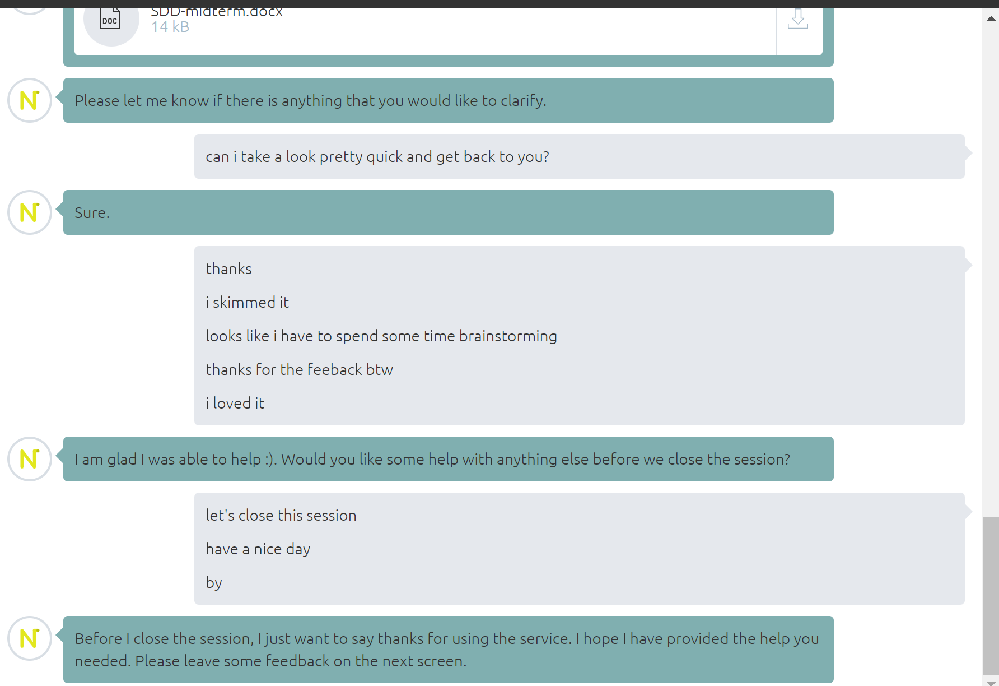 SDD-midterm.docx
DOC
14 kB
N
Please let me know if there is anything that you would like to clarify.
can i take a look pretty quick and get back to you?
N
Sure.
thanks
i skimmed it
looks like i have to spend some time brainstorming
thanks for the feeback btw
i loved it
N
I am glad I was able to help :). Would you like some help with anything else before we close the session?
let's close this session
have a nice day
by
N
Before I close the session, I just want to say thanks for using the service. I hope I have provided the help you
needed. Please leave some feedback on the next screen.